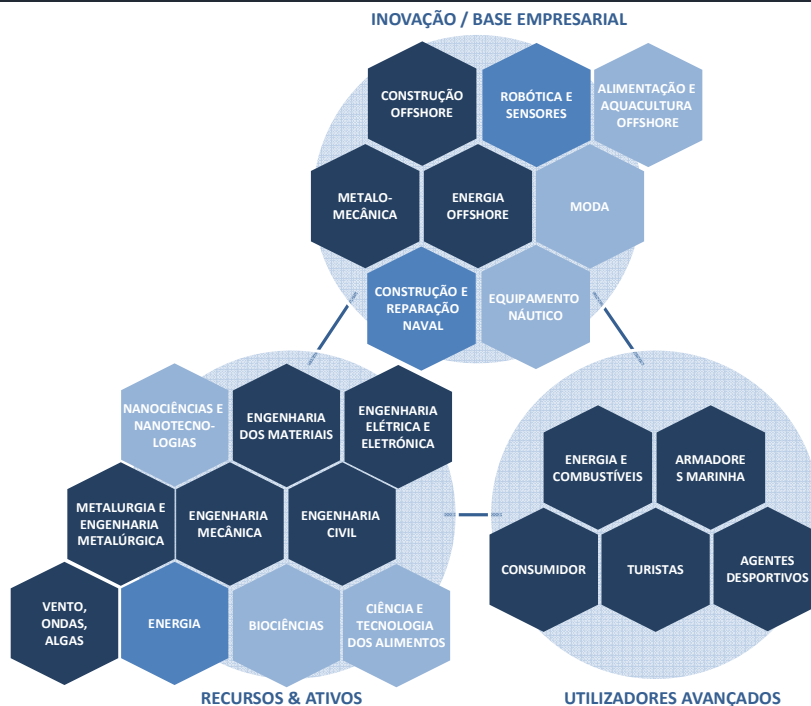 INOVAÇÃO / BASE EMPRESARIAL
CONSTRUÇÃO
OFFSHORE
ROBÓTICA E
SENSORES
ALIMENTAÇÃO E
AQUACULTURA
OFFSHORE
METALO-
MECÂNICA
ENERGIA
OFFSHORE
MODA
CONSTRUÇÃO E
REPARAÇÃO
NAVAL
EQUIPAMENTO
NÁUTICO
NANOCIÊNCIAS E
NANOTECNO-
LOGIAS
ENGENHARIA
DOS MATERIAIS
ENGENHARIA
ELÉTRICA E
ELETRÓNICA
METALURGIA E
ENGENHARIA
METALÚRGICA
ENGENHARIA
MECÂNICA
ENGENHARIA
CIVIL
VENTO,
ONDAS,
ALGAS
ENERGIA
BIOCIÊNCIAS
CIÊNCIA E
TECNOLOGIA
DOS ALIMENTOS
RECURSOS & ATIVOS
ENERGIA E
COMBUSTÍVEIS
ARMADORE
S MARINHA
CONSUMIDOR
TURISTAS
AGENTES
DESPORTIVOS
UTILIZADORES AVANÇADOS